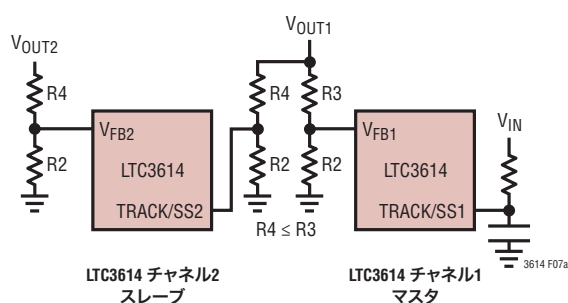 VOUT1
VOUT2
R4
R4
R3
VIN
VFB2
VFB1
R2
LTC3614
R2
R2
LTC3614
TRACK/SS2
TRACK/SS1
R4 ≤ R3
3614 F07a
LTC3614 チャネル2
スレーブ
LTC3614 チャネル1
マスタ